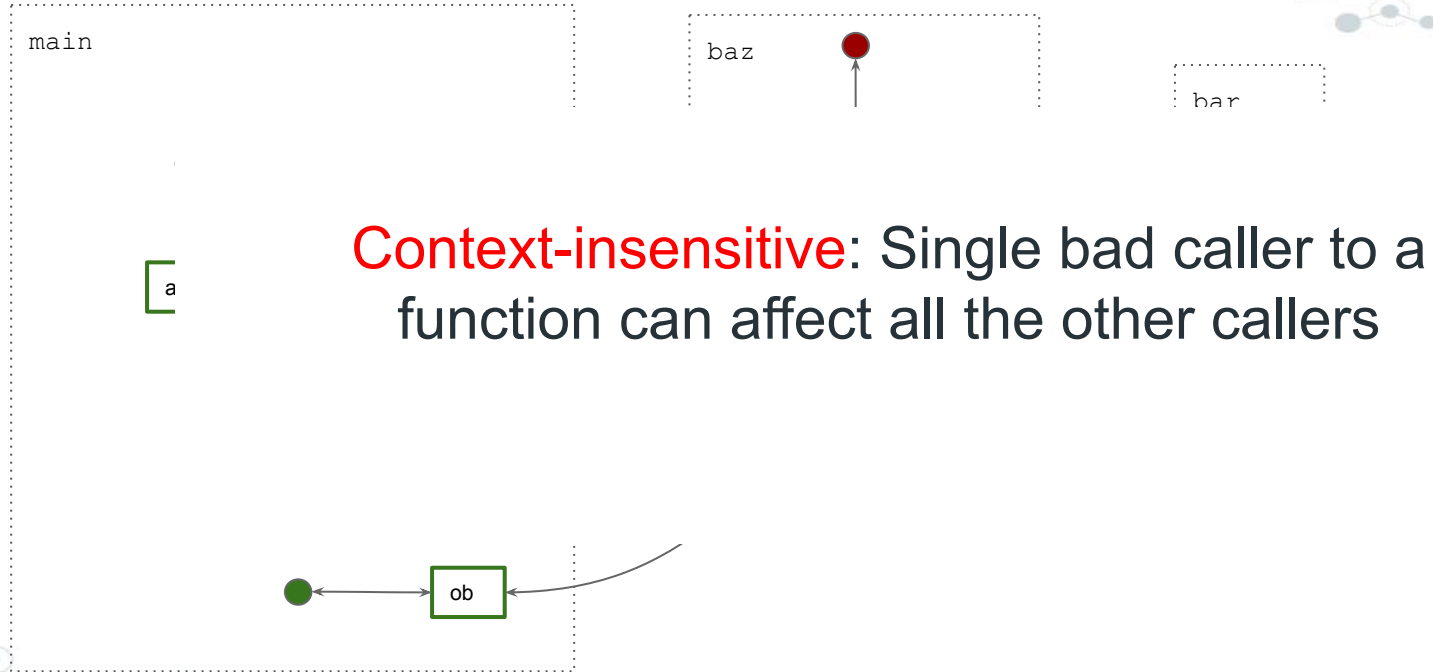 main
baz
bar
Context-insensitive: Single bad caller to a
function can affect all the other callers
a
ob